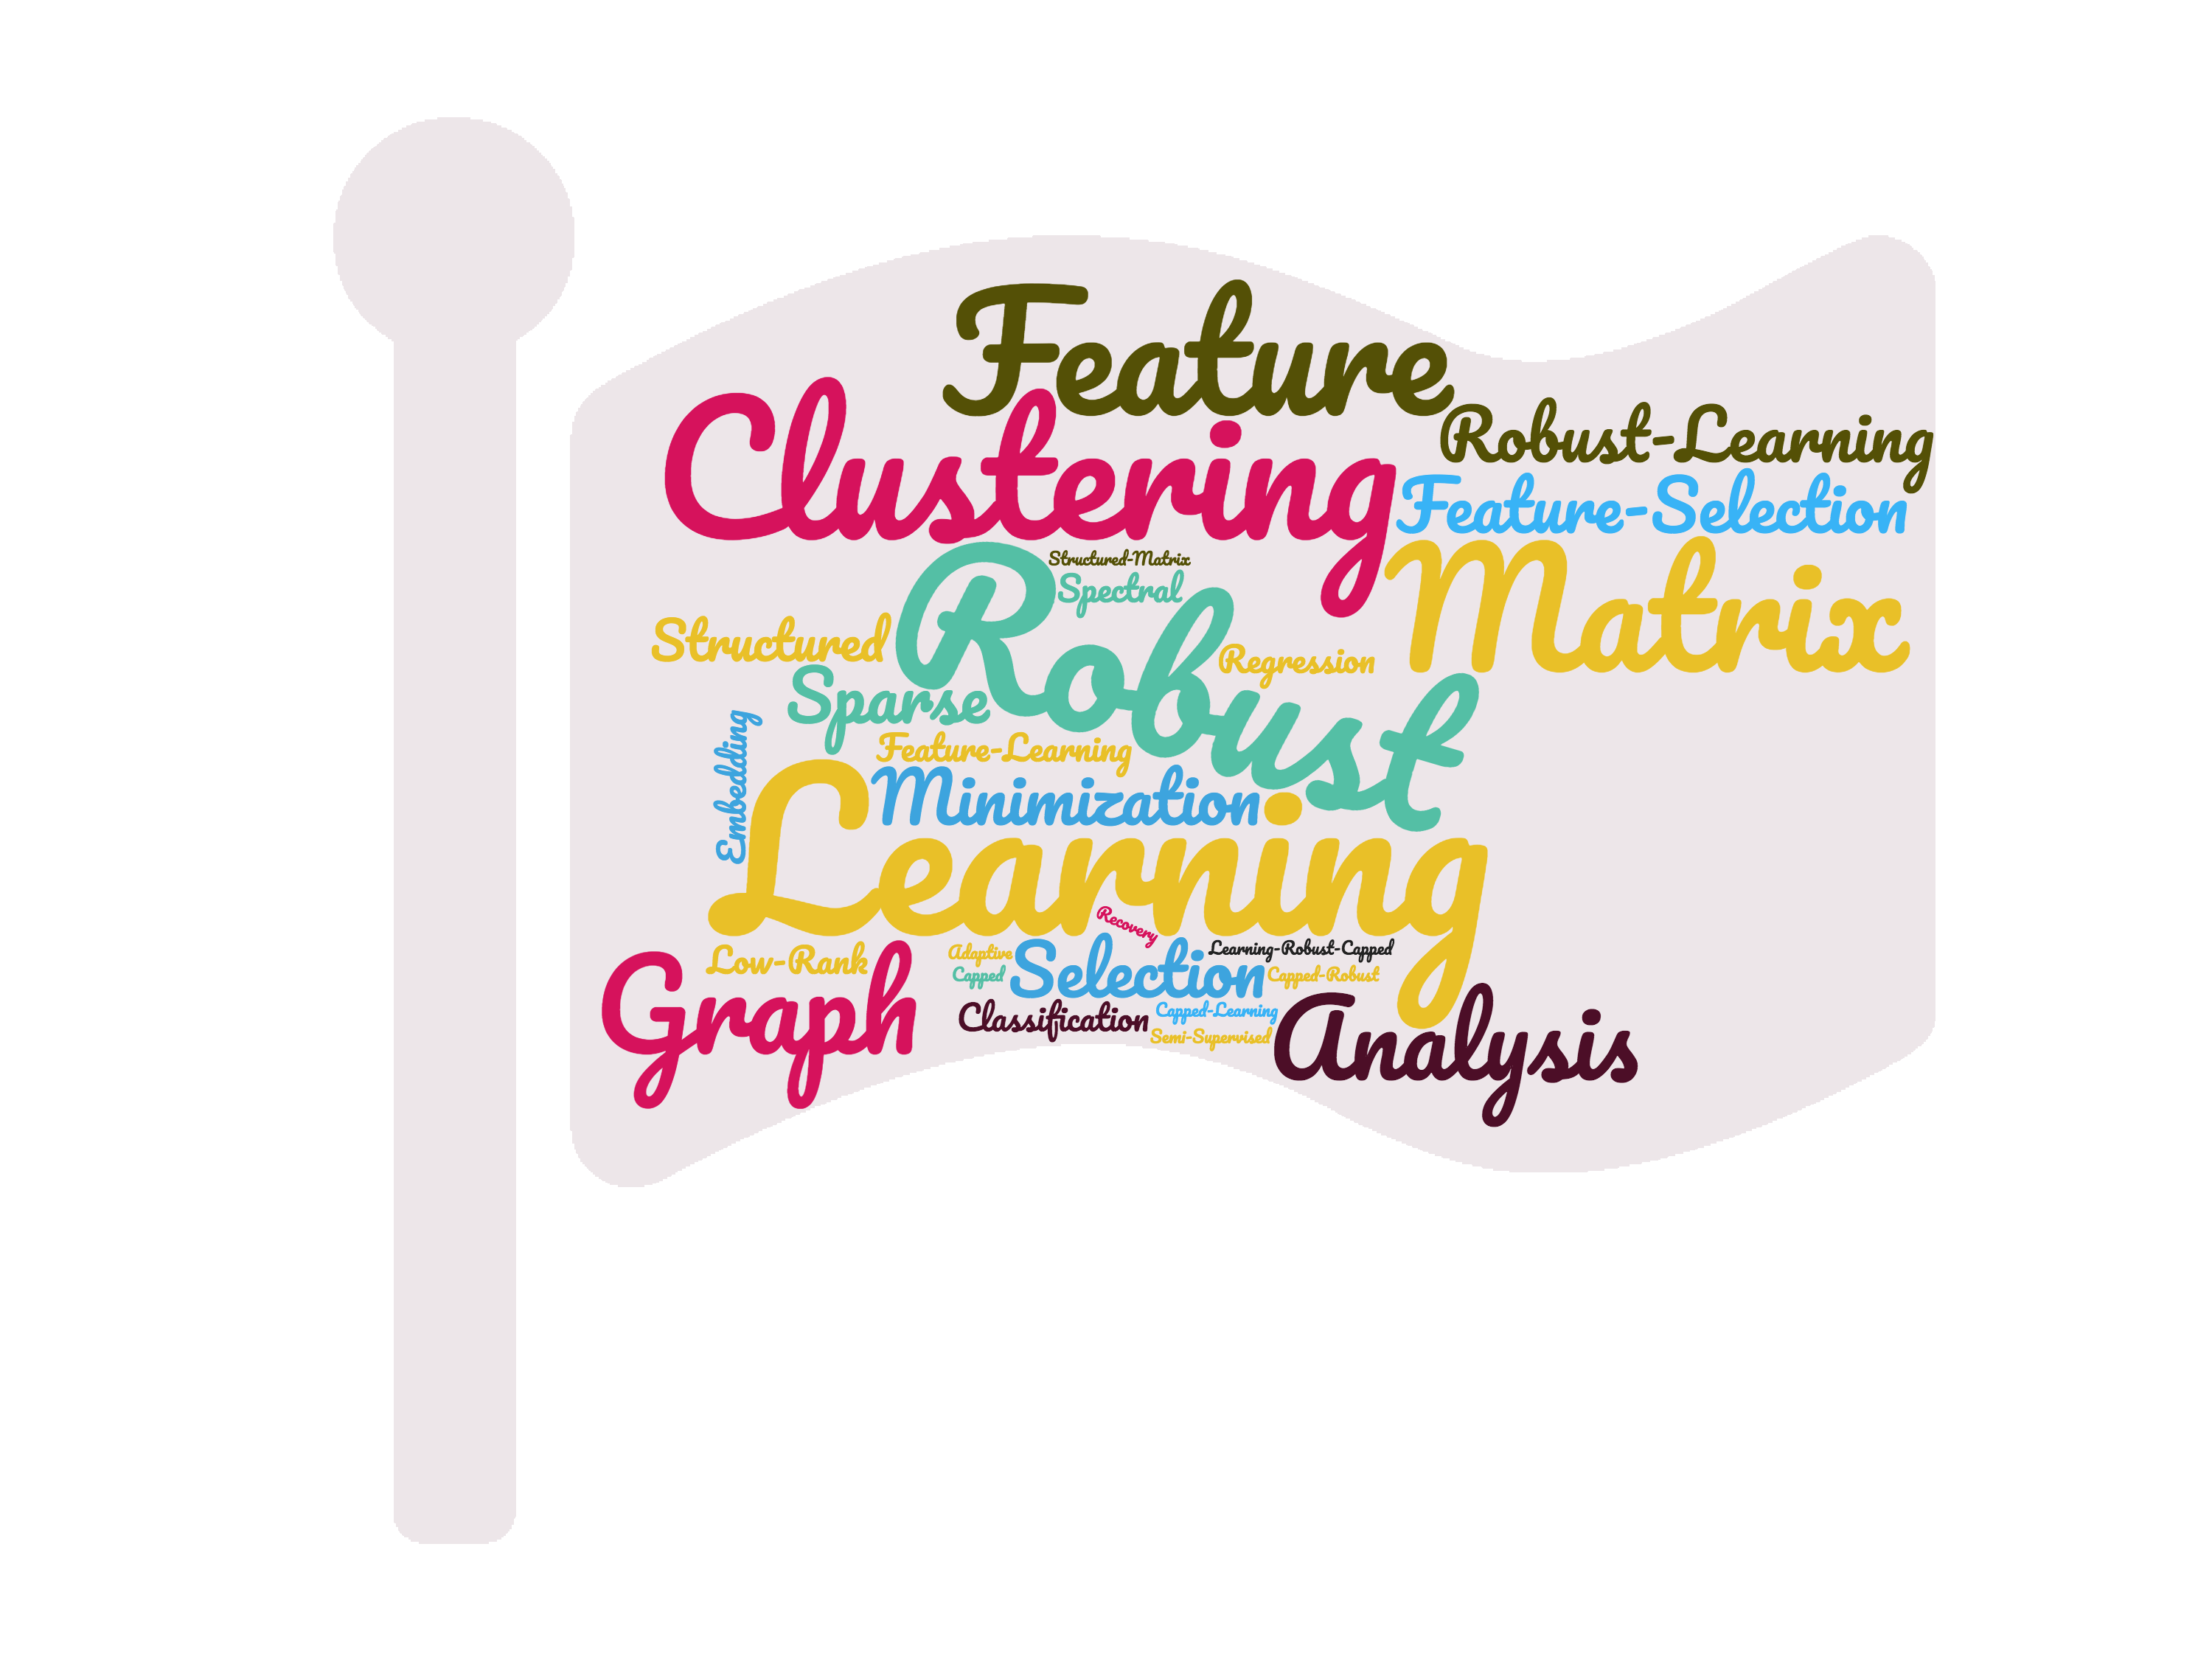 Feature
Clustering
Robust-Learning
Feature-Selection
Matrix
Structured-Matrix
Spectral
Robust
Structured
Regression
Sparse
Embedding
Feature-Learning
Minimization
Learning
Recovery
Low-Rank
Graph
Adaptive
Capped
Selection
Learning-Robust-Capped
Capped-Robust
Classification
Capped-Learning
Semi-Supervised
Analysis